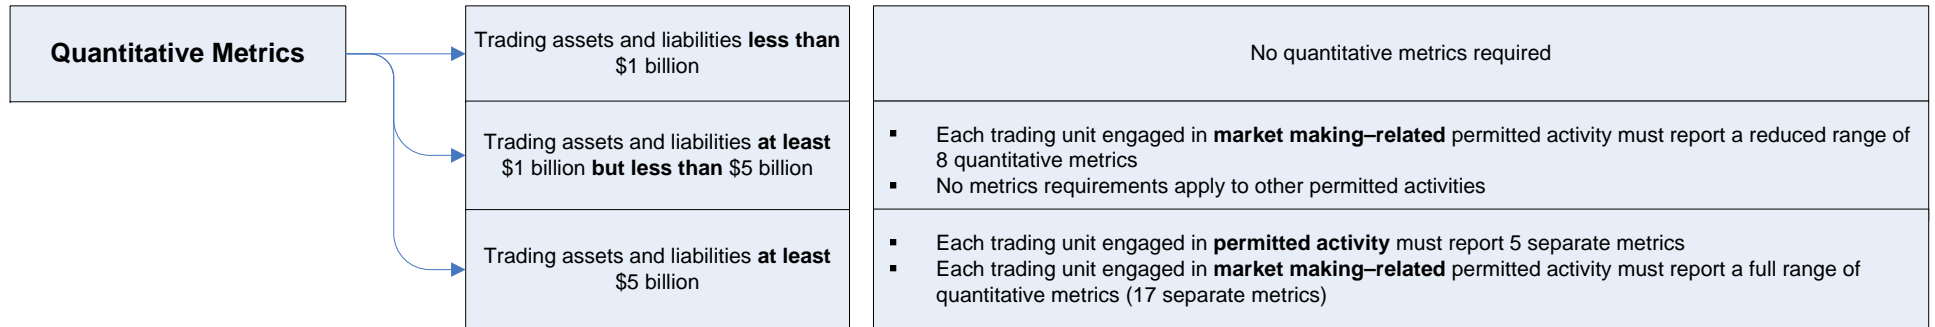 Quantitative Metrics
Trading assets and liabilities less than
$1 billion
No quantitative metrics required
Trading assets and liabilities at least
$1 billion but less than $5 billion
▪ Each trading unit engaged in market making–related permitted activity must report a reduced range of
8 quantitative metrics
▪ No metrics requirements apply to other permitted activities
Trading assets and liabilities at least
$5 billion
▪ Each trading unit engaged in permitted activity must report 5 separate metrics
▪ Each trading unit engaged in market making–related permitted activity must report a full range of
quantitative metrics (17 separate metrics)